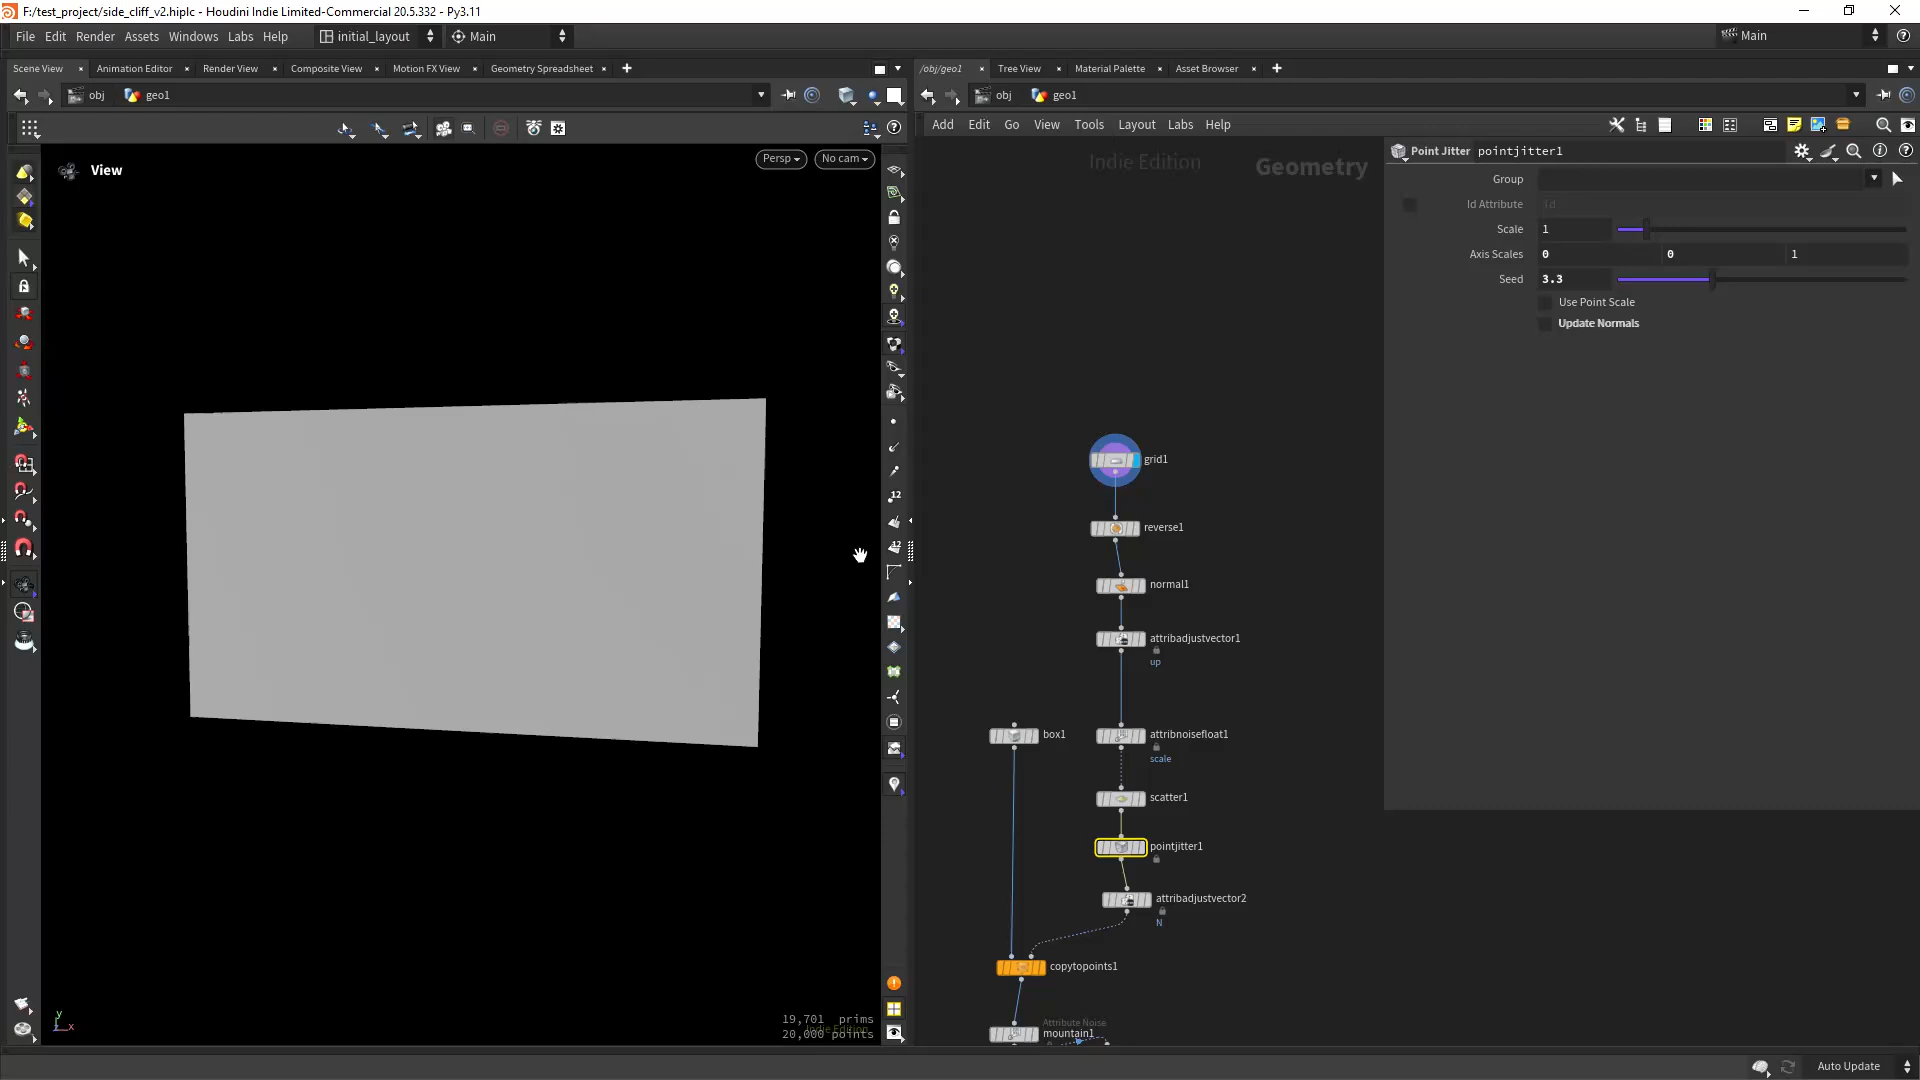 F:/test_project/side_cliff_v2.hiplc - Houdini Indie Limited-Commercial 20.5.332 - Py3.11
File Edit Render Assets Windows Labs Help initial_layout Main Main
Scene View Animation Editor Render View Composite View Motion FX View Geometry Spreadsheet
/obj/geo1 Tree View Material Palette Asset Browser
obj geo1
obj geo1
Add Edit Go View Tools Layout Labs Help
View
Persp
No cam
Indie Edition
Geometry
Point Jitter pointjitter1
Group
Id Attribute id
Scale 1
Axis Scales 0 0 1
Seed 3.3
Use Point Scale
Update Normals
12
12
grid1
reverse1
normal1
attribadjustvector1
up
box1
attribnoisefloat1
scale
scatter1
pointjitter1
attribadjustvector2
N
copytopoints1
Attribute Noise
mountain1
y
z x
19,701 prims
Indie Edition
20,000 points
Auto Update